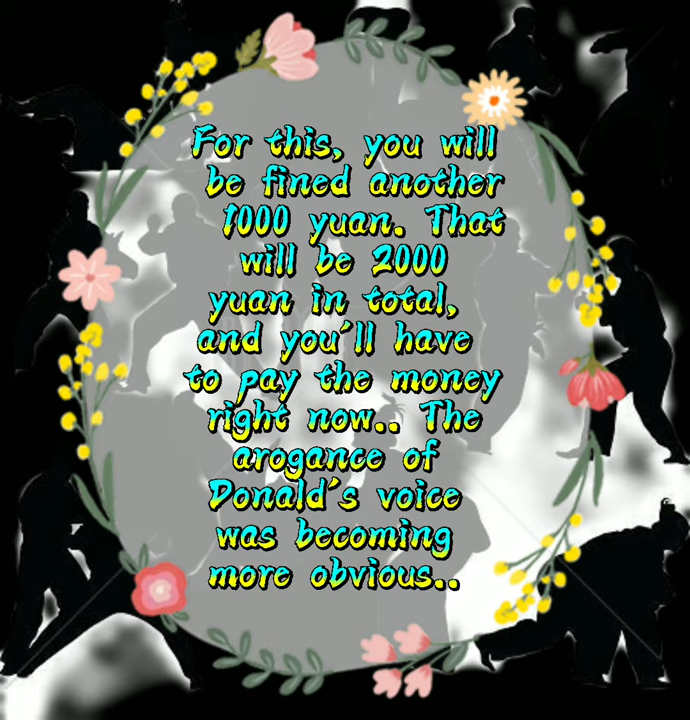 For this, you will
be fined another
1000 yuan. That
will be 2000
yuan in total,
and you'll have
to pay the money
right now.. The
arogance of
Donald's voice
was becoming
more obvious..